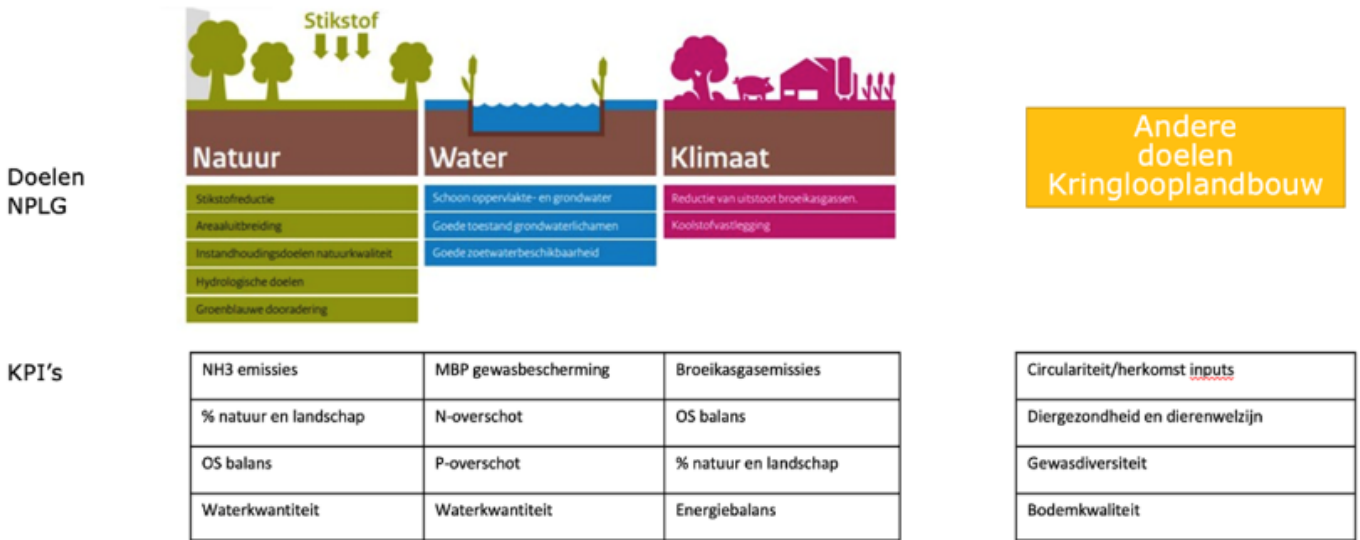 Stikstof
Natuur
Water
Klimaat
Andere
doelen
Kringlooplandbouw
Doelen
NPLG
Stikstofreductie
Schoon oppervlakte- en grondwater
Reductie van uitstoot broeikasgassen.
Areaaluitbreiding
Goede toestand grondwaterlichamen
Koolstofvastlegging
Instandhoudingsdoelen natuurkwaliteit
Goede zoetwaterbeschikbaarheid
Hydrologische doelen
Groenblauwe dooradering
KPI's
NH3 emissies
MBP gewasbescherming
Broeikasgasemissies
Circulariteit/herkomst inputs
% natuur en landschap
N-overschot
OS balans
Diergezondheid en dierenwelzijn
OS balans
P-overschot
% natuur en landschap
Gewasdiversiteit
Waterkwantiteit
Waterkwantiteit
Energiebalans
Bodemkwaliteit